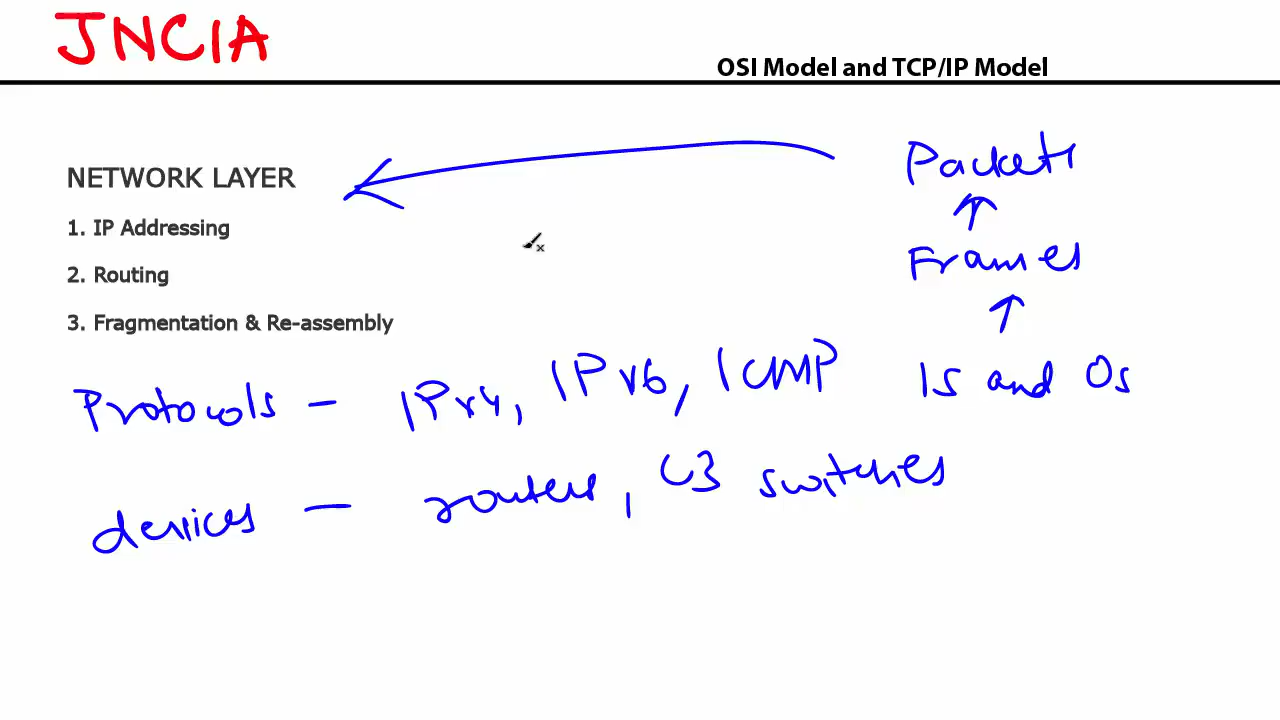 JNCIA
OSI Model and TCP/IP Model
NETWORK LAYER
1. IP Addressing
2. Routing
3. Fragmentation & Re-assembly
Packets
Frames
1s and 0s
Protocols - IPv4, IPv6, ICMP
devices - routers, L3 switches